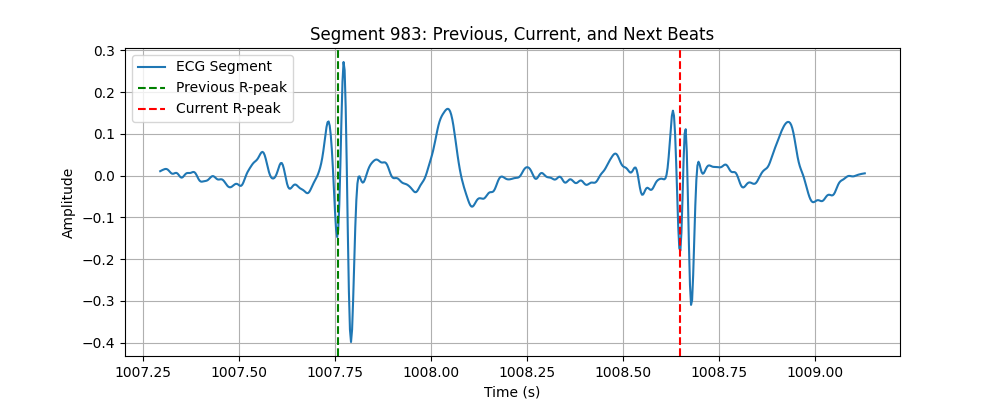 Segment 983: Previous, Current, and Next Beats
ECG Segment
Previous R-peak
Current R-peak
0.3
0.2
0.1
0.0
−0.1
−0.2
−0.3
−0.4
Amplitude
1007.25
1007.50
1007.75
1008.00
1008.25
1008.50
1008.75
1009.00
Time (s)